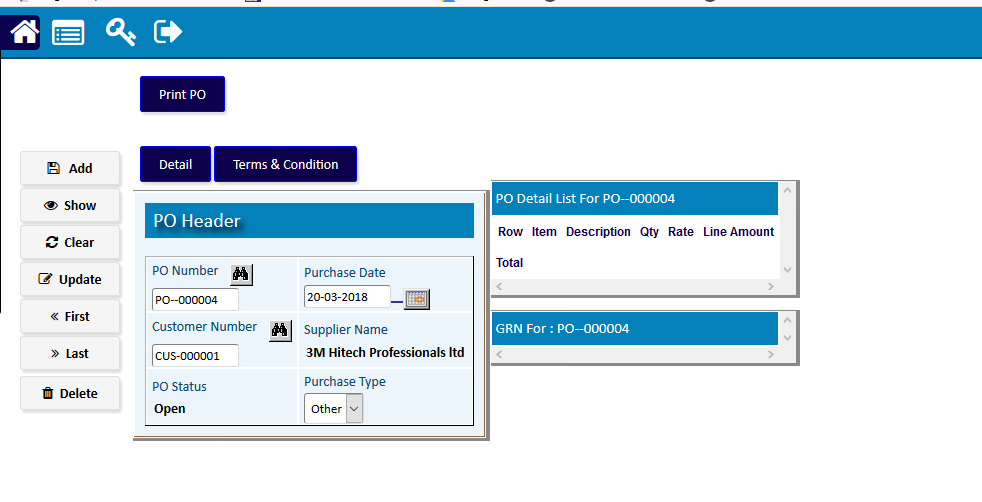 Print PO
Add
Show
Clear
Update
« First
» Last
Delete
Detail
Terms & Condition
PO Header
PO Number
PO--000004
Purchase Date
20-03-2018
Customer Number
CUS-000001
Supplier Name
3M Hitech Professionals ltd
PO Status
Open
Purchase Type
Other
PO Detail List For PO--000004
Row Item Description Qty Rate Line Amount
Total
GRN For : PO--000004